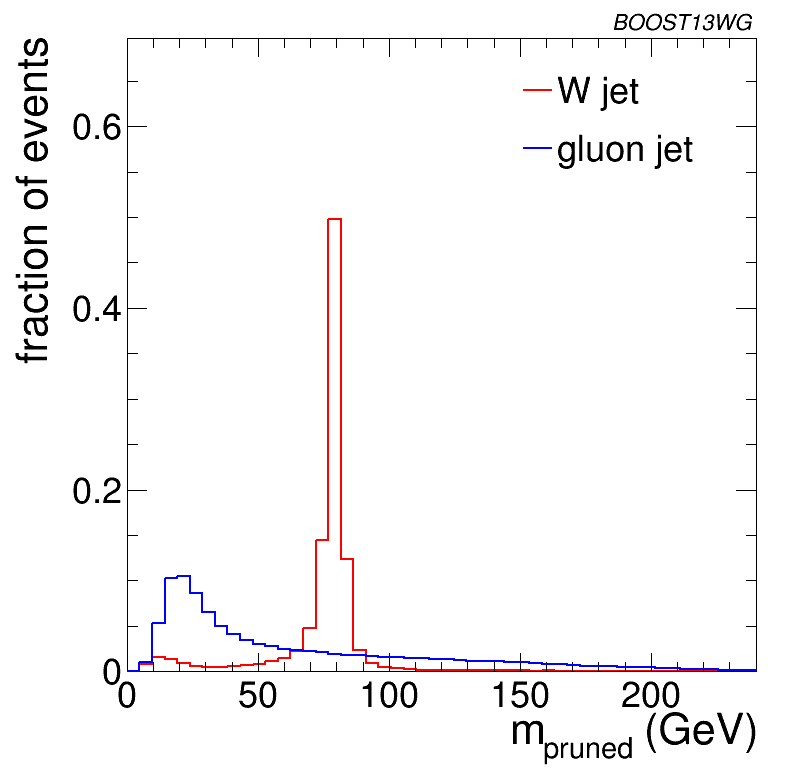 BOOST13WG
fraction of events
W jet
gluon jet
0.6
0.4
0.2
0
0 50 100 150 200
m_pruned (GeV)